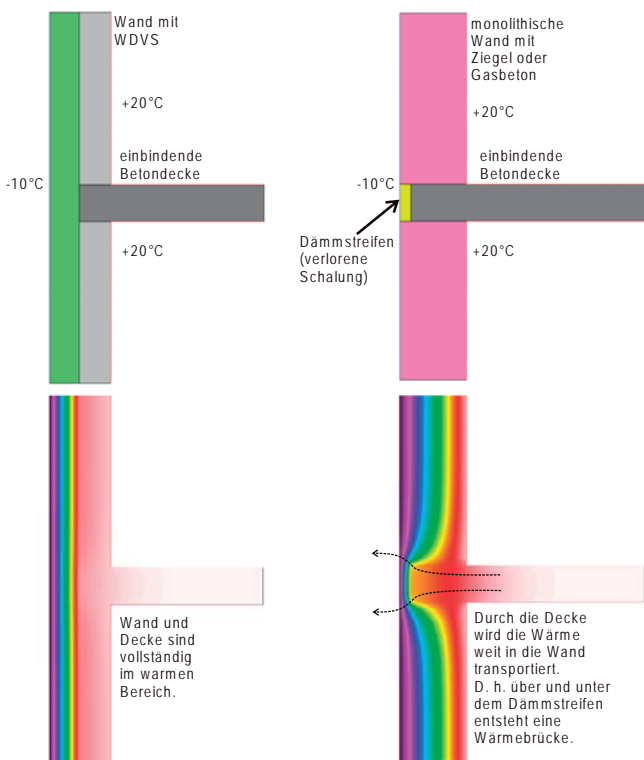 Wand mit
WDVS
+20°C
einbindende
Betondecke
-10°C
+20°C
monolithische
Wand mit
Ziegel oder
Gasbeton
+20°C
einbindende
Betondecke
-10°C
Dämmstreifen
(verlorene
Schalung)
+20°C
Wand und
Decke sind
vollständig
im warmen
Bereich.
Durch die Decke
wird die Wärme
weit in die Wand
transportiert.
D. h. über und unter
dem Dämmstreifen
entsteht eine
Wärmebrücke.